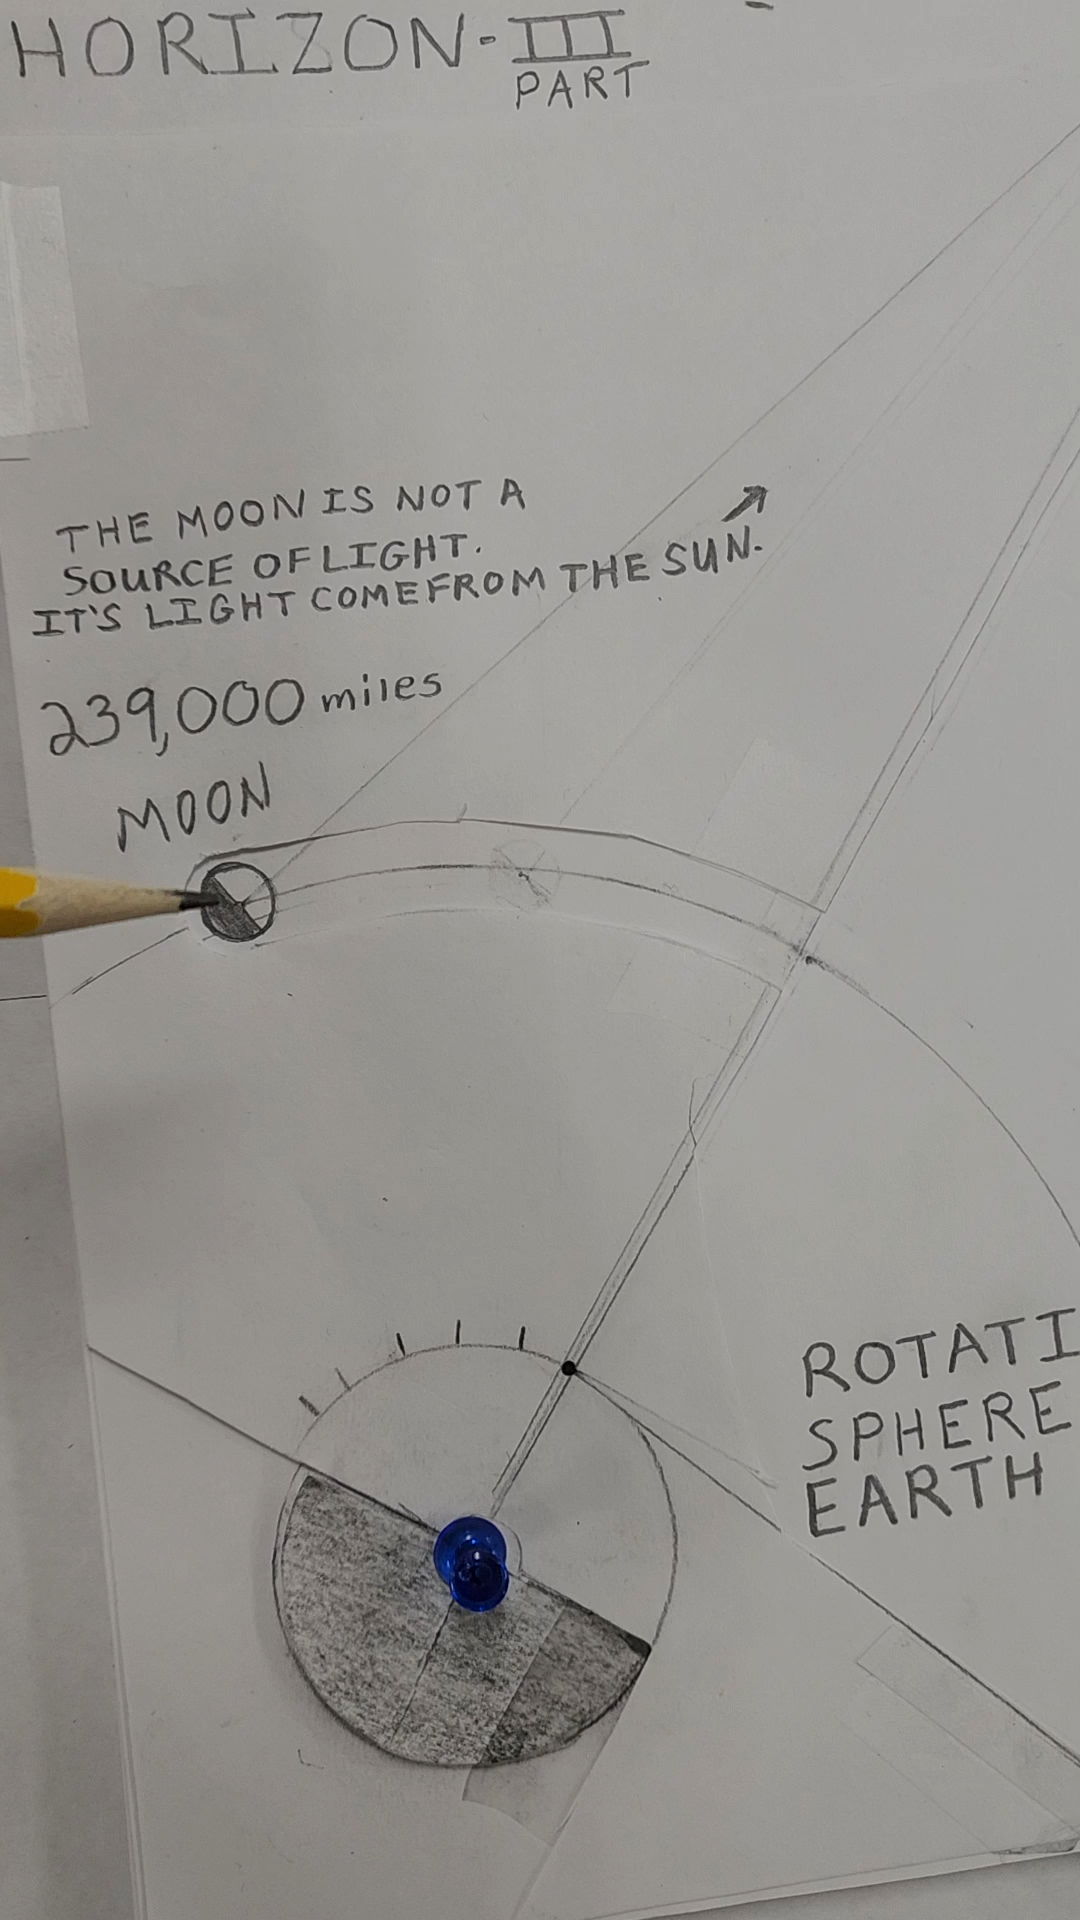 HORIZON-III
PART
THE MOON IS NOT A
SOURCE OF LIGHT.
IT'S LIGHT COME FROM THE SUN.
239,000 miles
MOON
ROTATI
SPHERE
EARTH